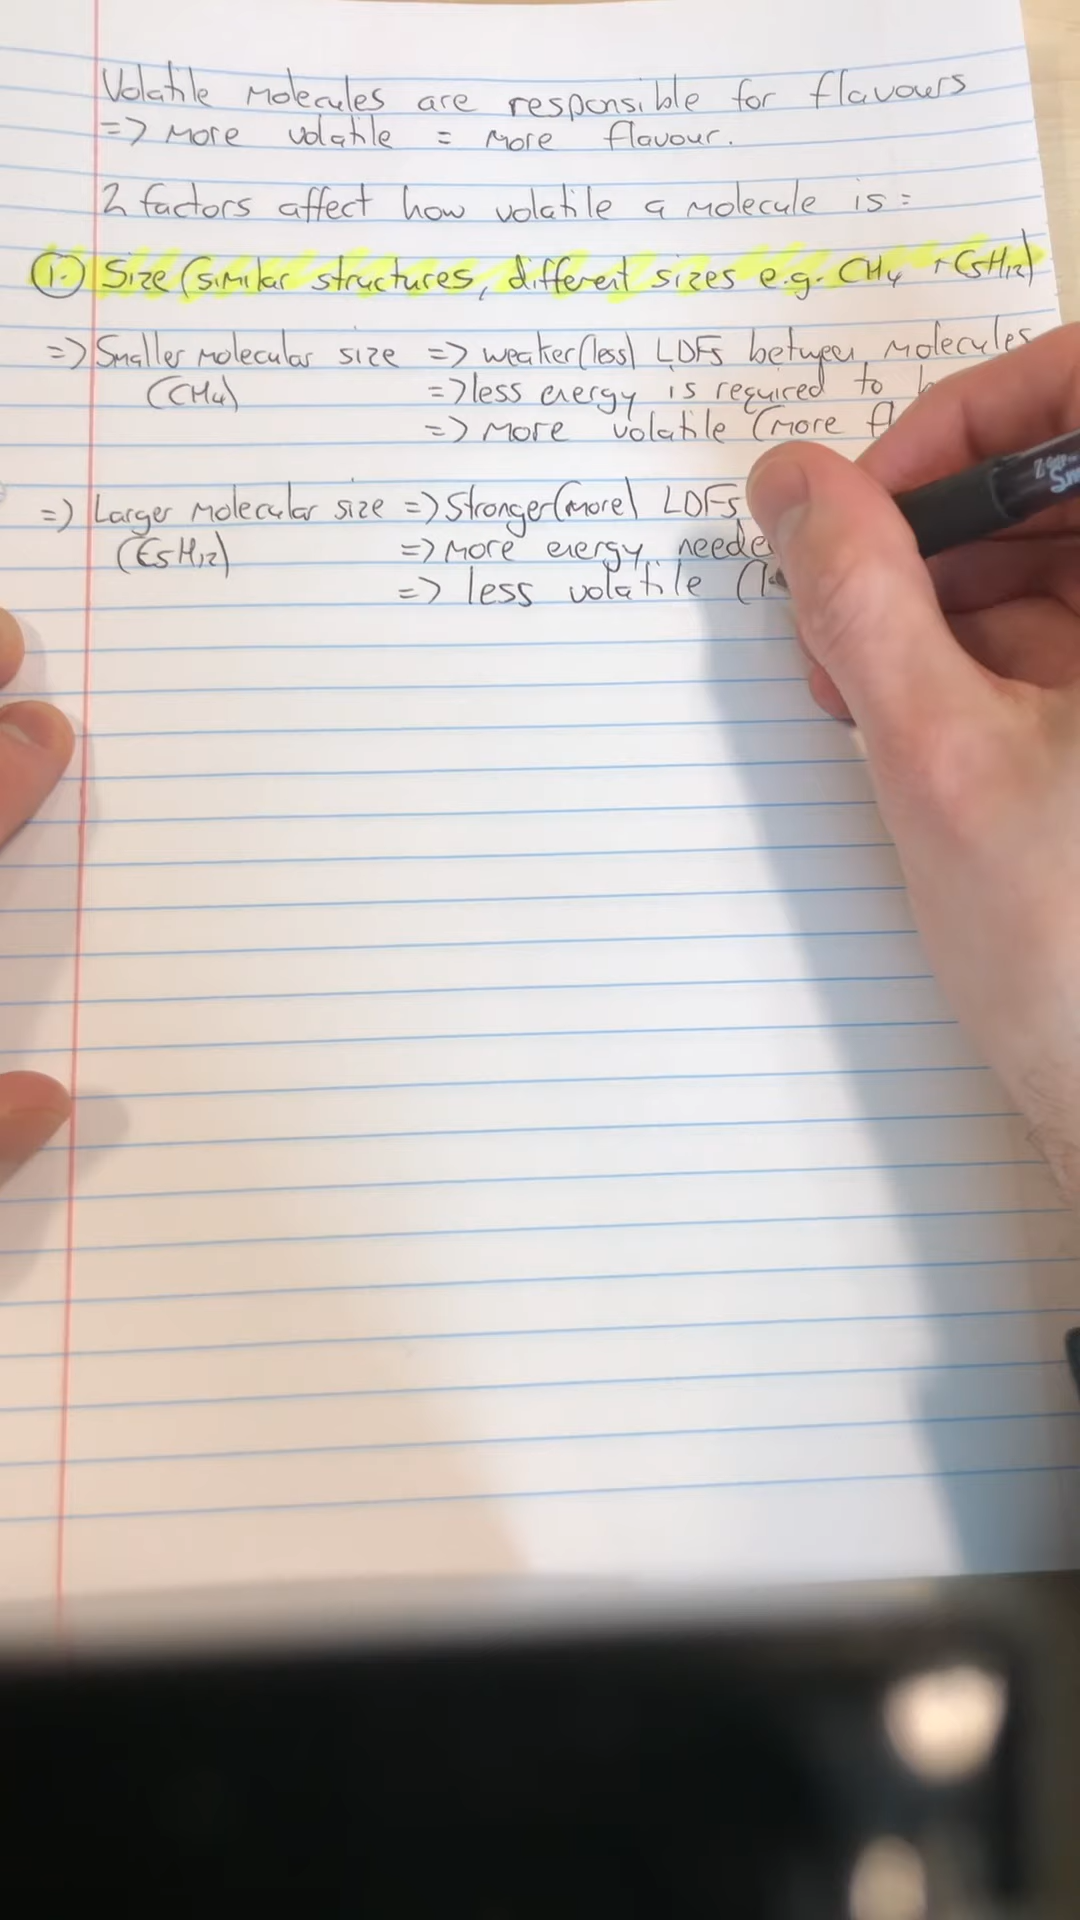 Volatile molecules are responsible for flavours
=> More volatile = more flavour.
2 factors affect how volatile a molecule is:
1. Size (similar structures, different sizes e.g. CH4 + C5H12)
=> Smaller molecular size => weaker (less) LDFs between molecules
(CH4) => less energy is required to
=> more volatile (more
=> Larger molecular size => Stronger (more) LDFs
(C5H12) => more energy neede
=> less volatile (